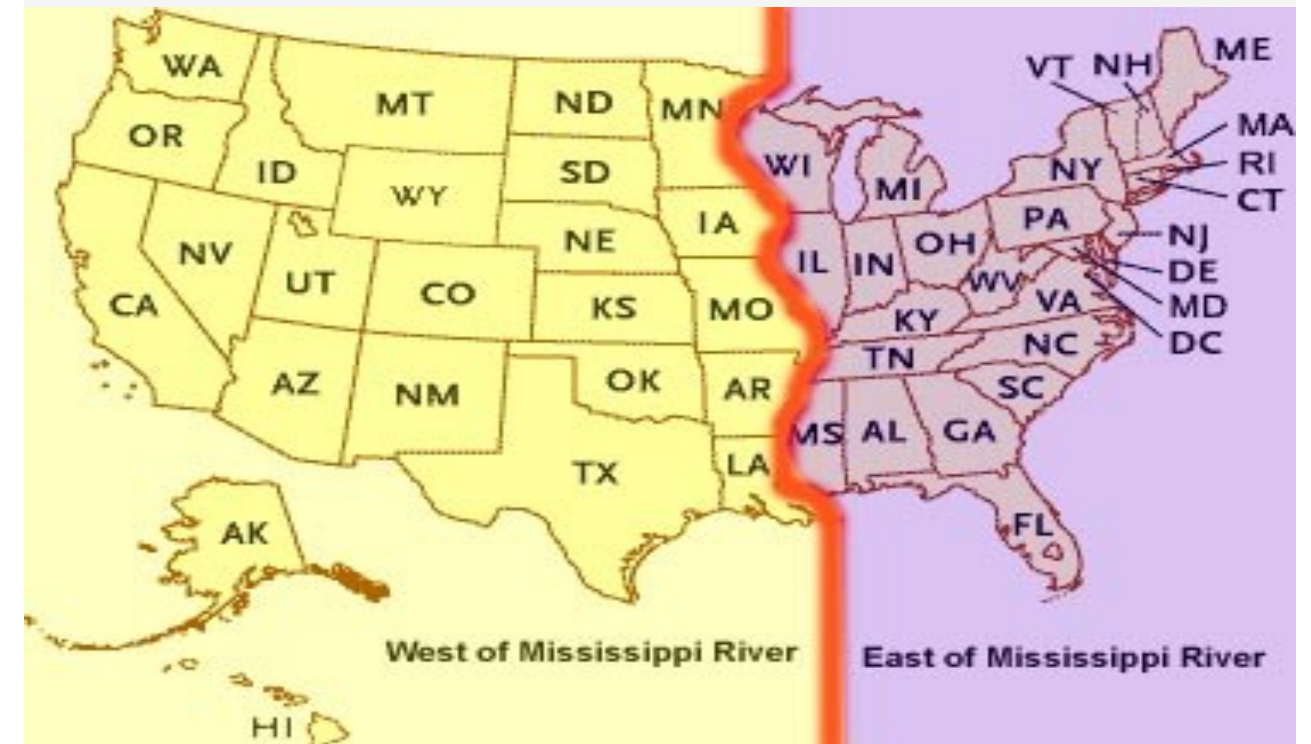 WA
MT
ND
MN
VT NH
ME
OR
ID
WY
SD
WI
MI
NY
MA
RI
CT
NV
UT
CO
NE
IA
IL
IN
OH
PA
NJ
DE
MD
DC
WV
VA
CA
KS
MO
KY
AZ
NM
OK
AR
TN
NC
SC
TX
LA
MS
AL
GA
FL
AK
HI
West of Mississippi River
East of Mississippi River